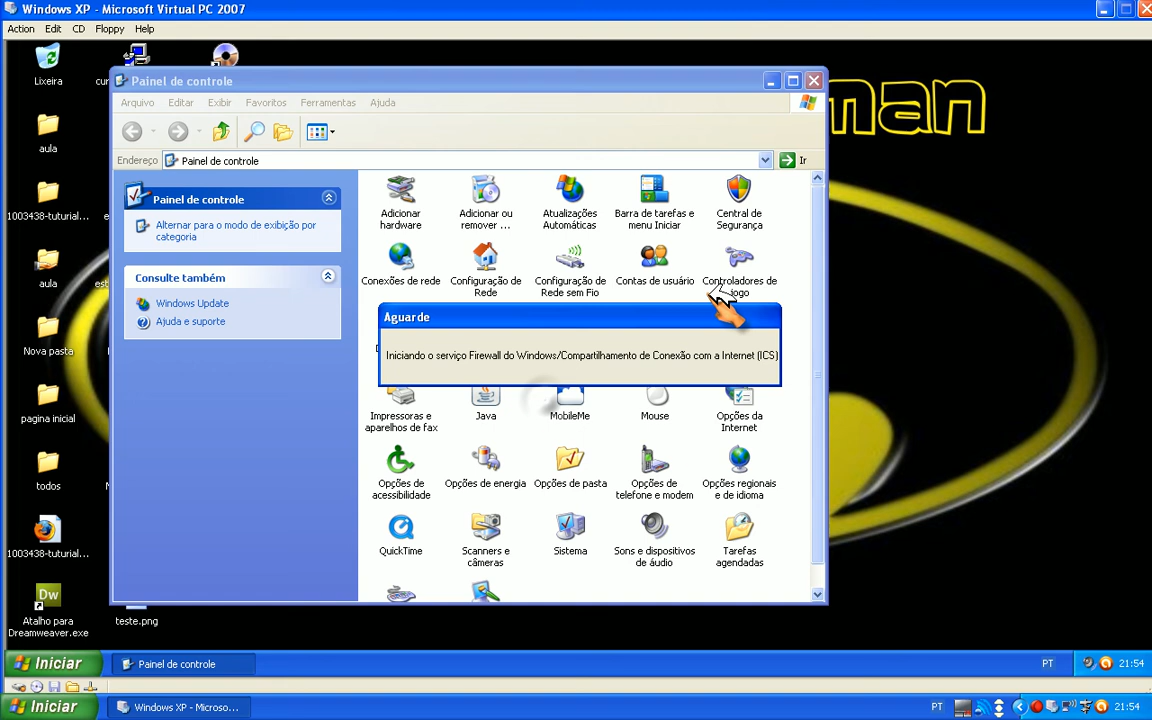 Windows XP - Microsoft Virtual PC 2007
Action Edit CD Floppy Help
man
Lixeira
aula
1003438-tutorial...
aula
Nova pasta
pagina inicial
todos
1003438-tuturial...
Atalho para
Dreamweaver.exe
teste.png
Painel de controle
Arquivo Editar Exibir Favoritos Ferramentas Ajuda
Endereço Painel de controle Ir
Painel de controle
Alternar para o modo de exibição por
categoria
Consulte também
Windows Update
Ajuda e suporte
Adicionar
hardware
Adicionar ou
remover ...
Atualizações
Automáticas
Barra de tarefas e
menu Iniciar
Central de
Segurança
Conexões de rede
Configuração de
Rede
Configuração de
Rede sem Fio
Contas de usuário
Controladores de
jogo
Aguarde
Iniciando o serviço Firewall do Windows/Compartilhamento de Conexão com a Internet (ICS)
Impressoras e
aparelhos de fax
Java
MobileMe
Mouse
Opções da
Internet
Opções de
acessibilidade
Opções de energia
Opções de pasta
Opções de
telefone e modem
Opções regionais
e de idioma
QuickTime
Scanners e
câmeras
Sistema
Sons e dispositivos
de áudio
Tarefas
agendadas
Iniciar Painel de controle PT 21:54
Iniciar Windows XP - Microso... PT 21:54